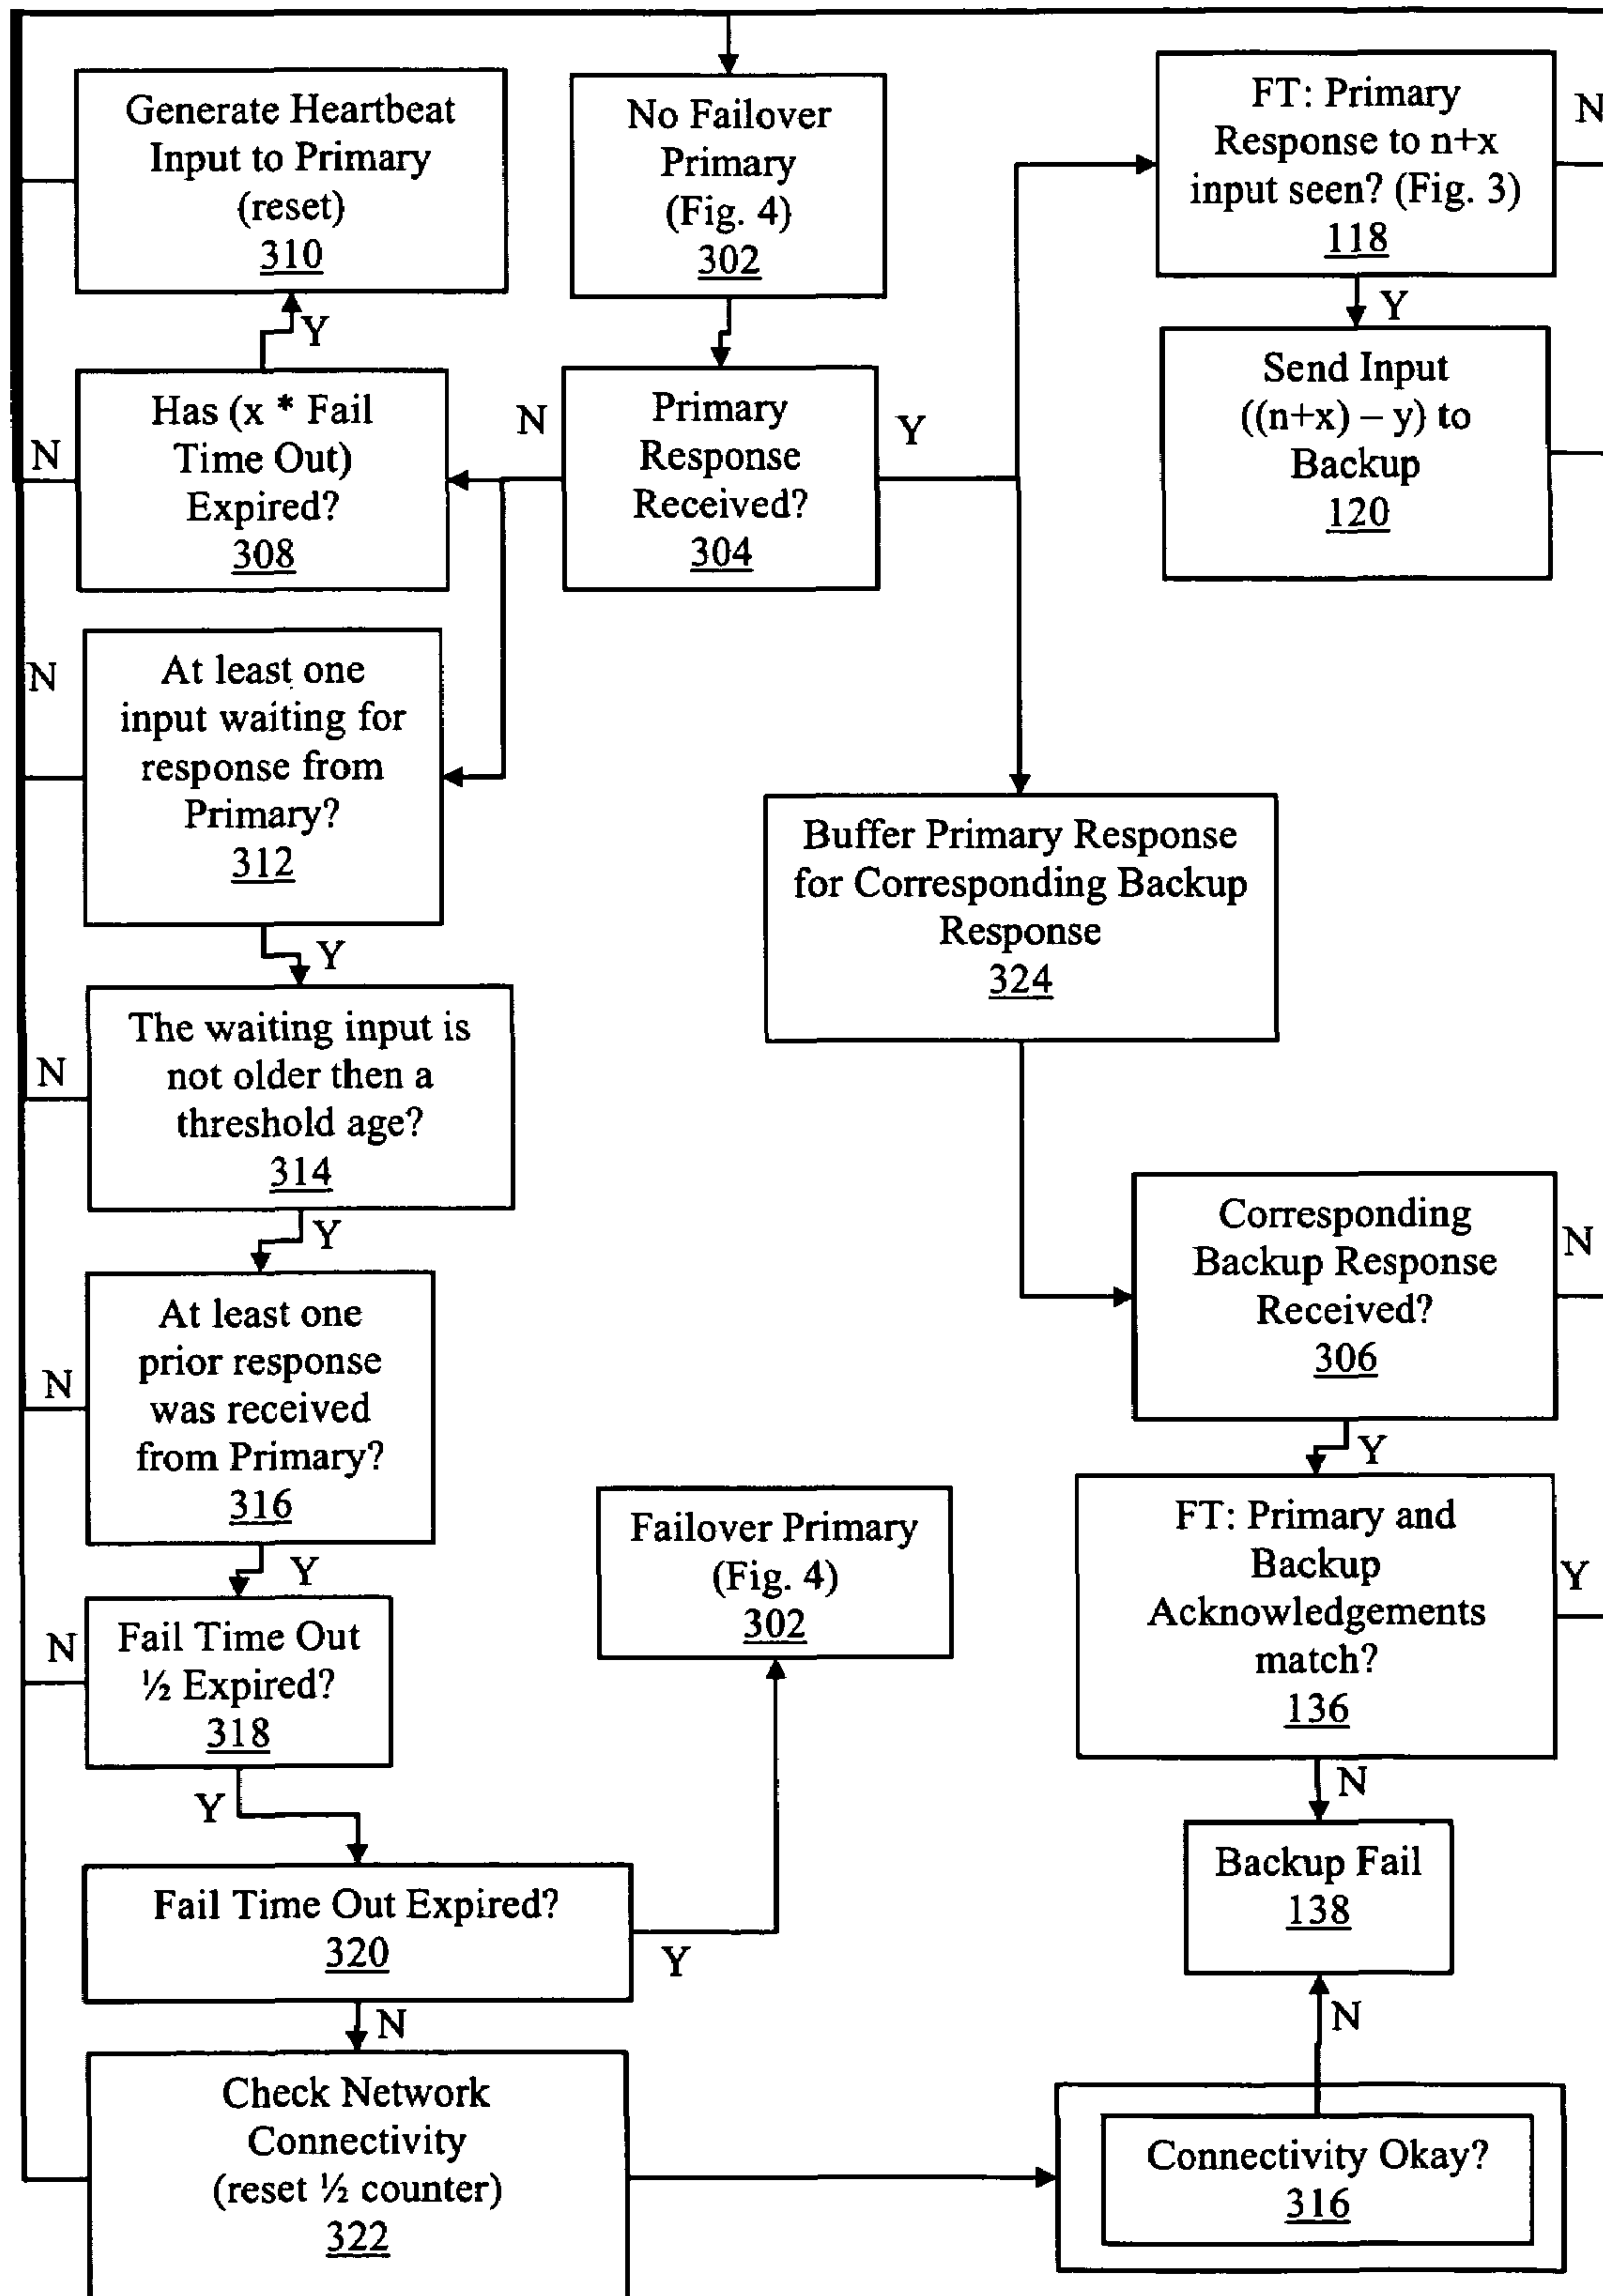 Generate Heartbeat
Input to Primary
(reset)
310
No Failover
Primary
(Fig. 4)
302
FT: Primary
Response to n+x
input seen? (Fig. 3)
118
N
Y
Y
Has (x * Fail
Time Out)
Expired?
308
N
N
Primary
Response
Received?
304
Y
Send Input
((n+x) – y) to
Backup
120
At least one
input waiting for
response from
Primary?
312
N
Y
Buffer Primary Response
for Corresponding Backup
Response
324
The waiting input is
not older then a
threshold age?
314
N
Y
Corresponding
Backup Response
Received?
306
N
Y
At least one
prior response
was received
from Primary?
316
N
Y
Failover Primary
(Fig. 4)
302
FT: Primary and
Backup
Acknowledgements
match?
136
Y
N
Fail Time Out
½ Expired?
318
N
Y
Backup Fail
138
Fail Time Out Expired?
320
Y
N
N
Check Network
Connectivity
(reset ½ counter)
322
Connectivity Okay?
316